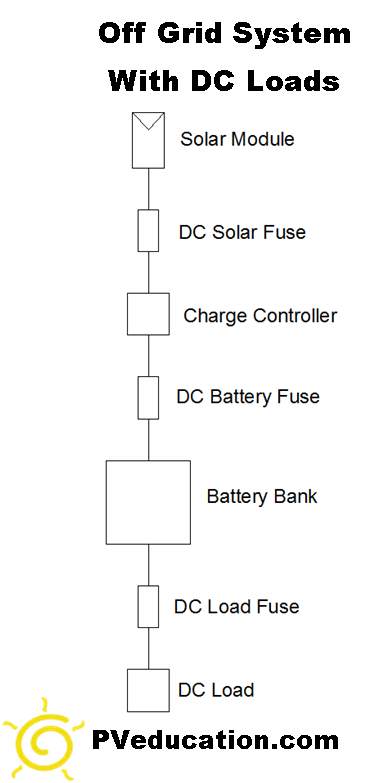 Off Grid System
With DC Loads
Solar Module
DC Solar Fuse
Charge Controller
DC Battery Fuse
Battery Bank
DC Load Fuse
DC Load
PVeducation.com